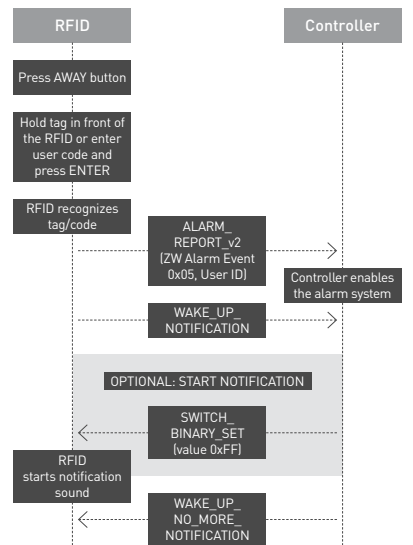 RFID
Controller
Press AWAY button
Hold tag in front of
the RFID or enter
user code and
press ENTER
RFID recognizes
tag/code
ALARM_
REPORT_v2
(ZW Alarm Event
0x05, User ID)
Controller enables
the alarm system
WAKE_UP_
NOTIFICATION
OPTIONAL: START NOTIFICATION
SWITCH_
BINARY_SET
(value 0xFF)
RFID
starts notification
sound
WAKE_UP_
NO_MORE_
NOTIFICATION